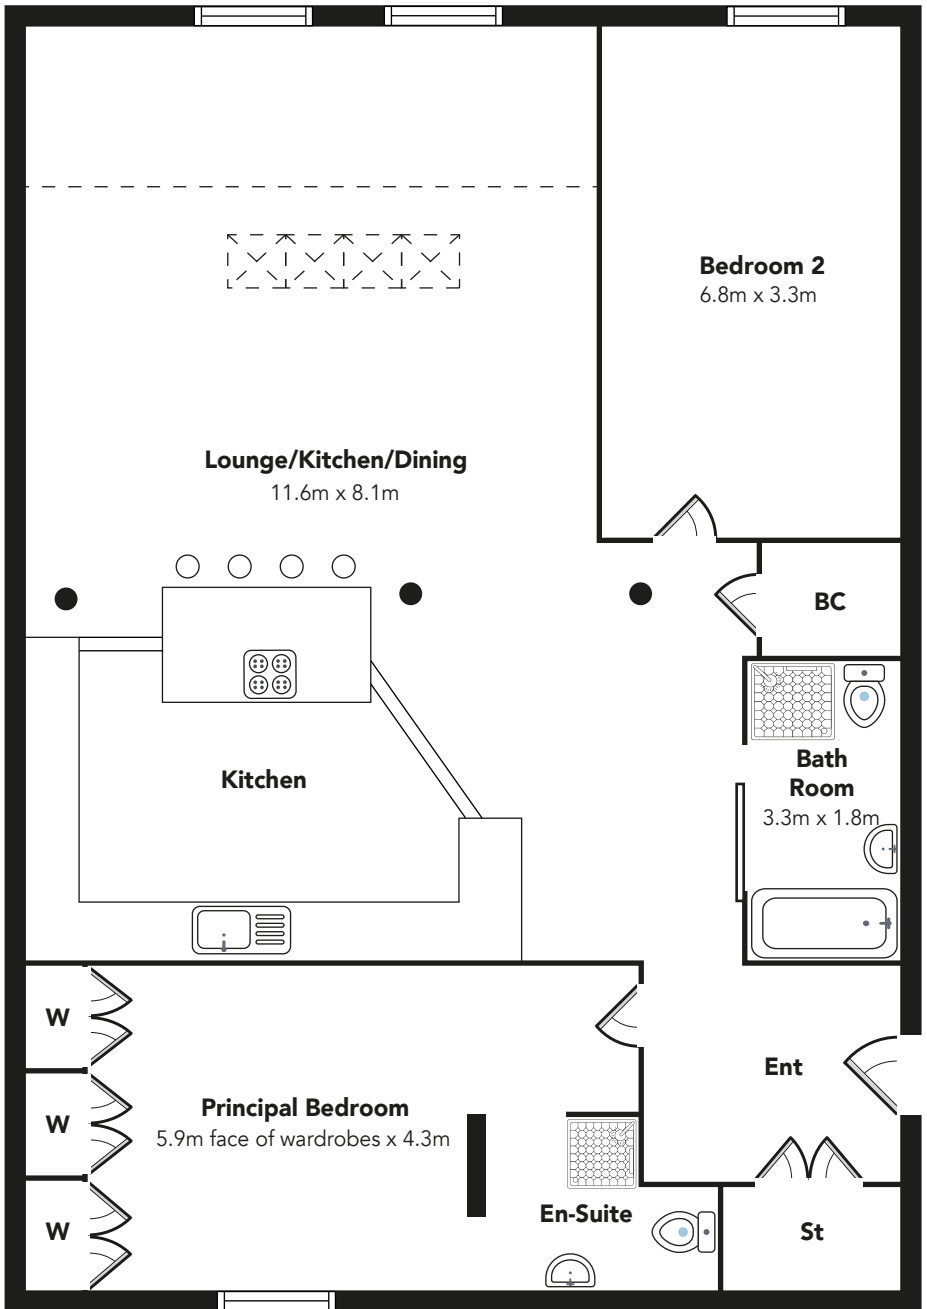 Bedroom 2
6.8m x 3.3m
Lounge/Kitchen/Dining
11.6m x 8.1m
BC
Kitchen
Bath
Room
3.3m x 1.8m
W
Ent
W
Principal Bedroom
5.9m face of wardrobes x 4.3m
W
En-Suite
St